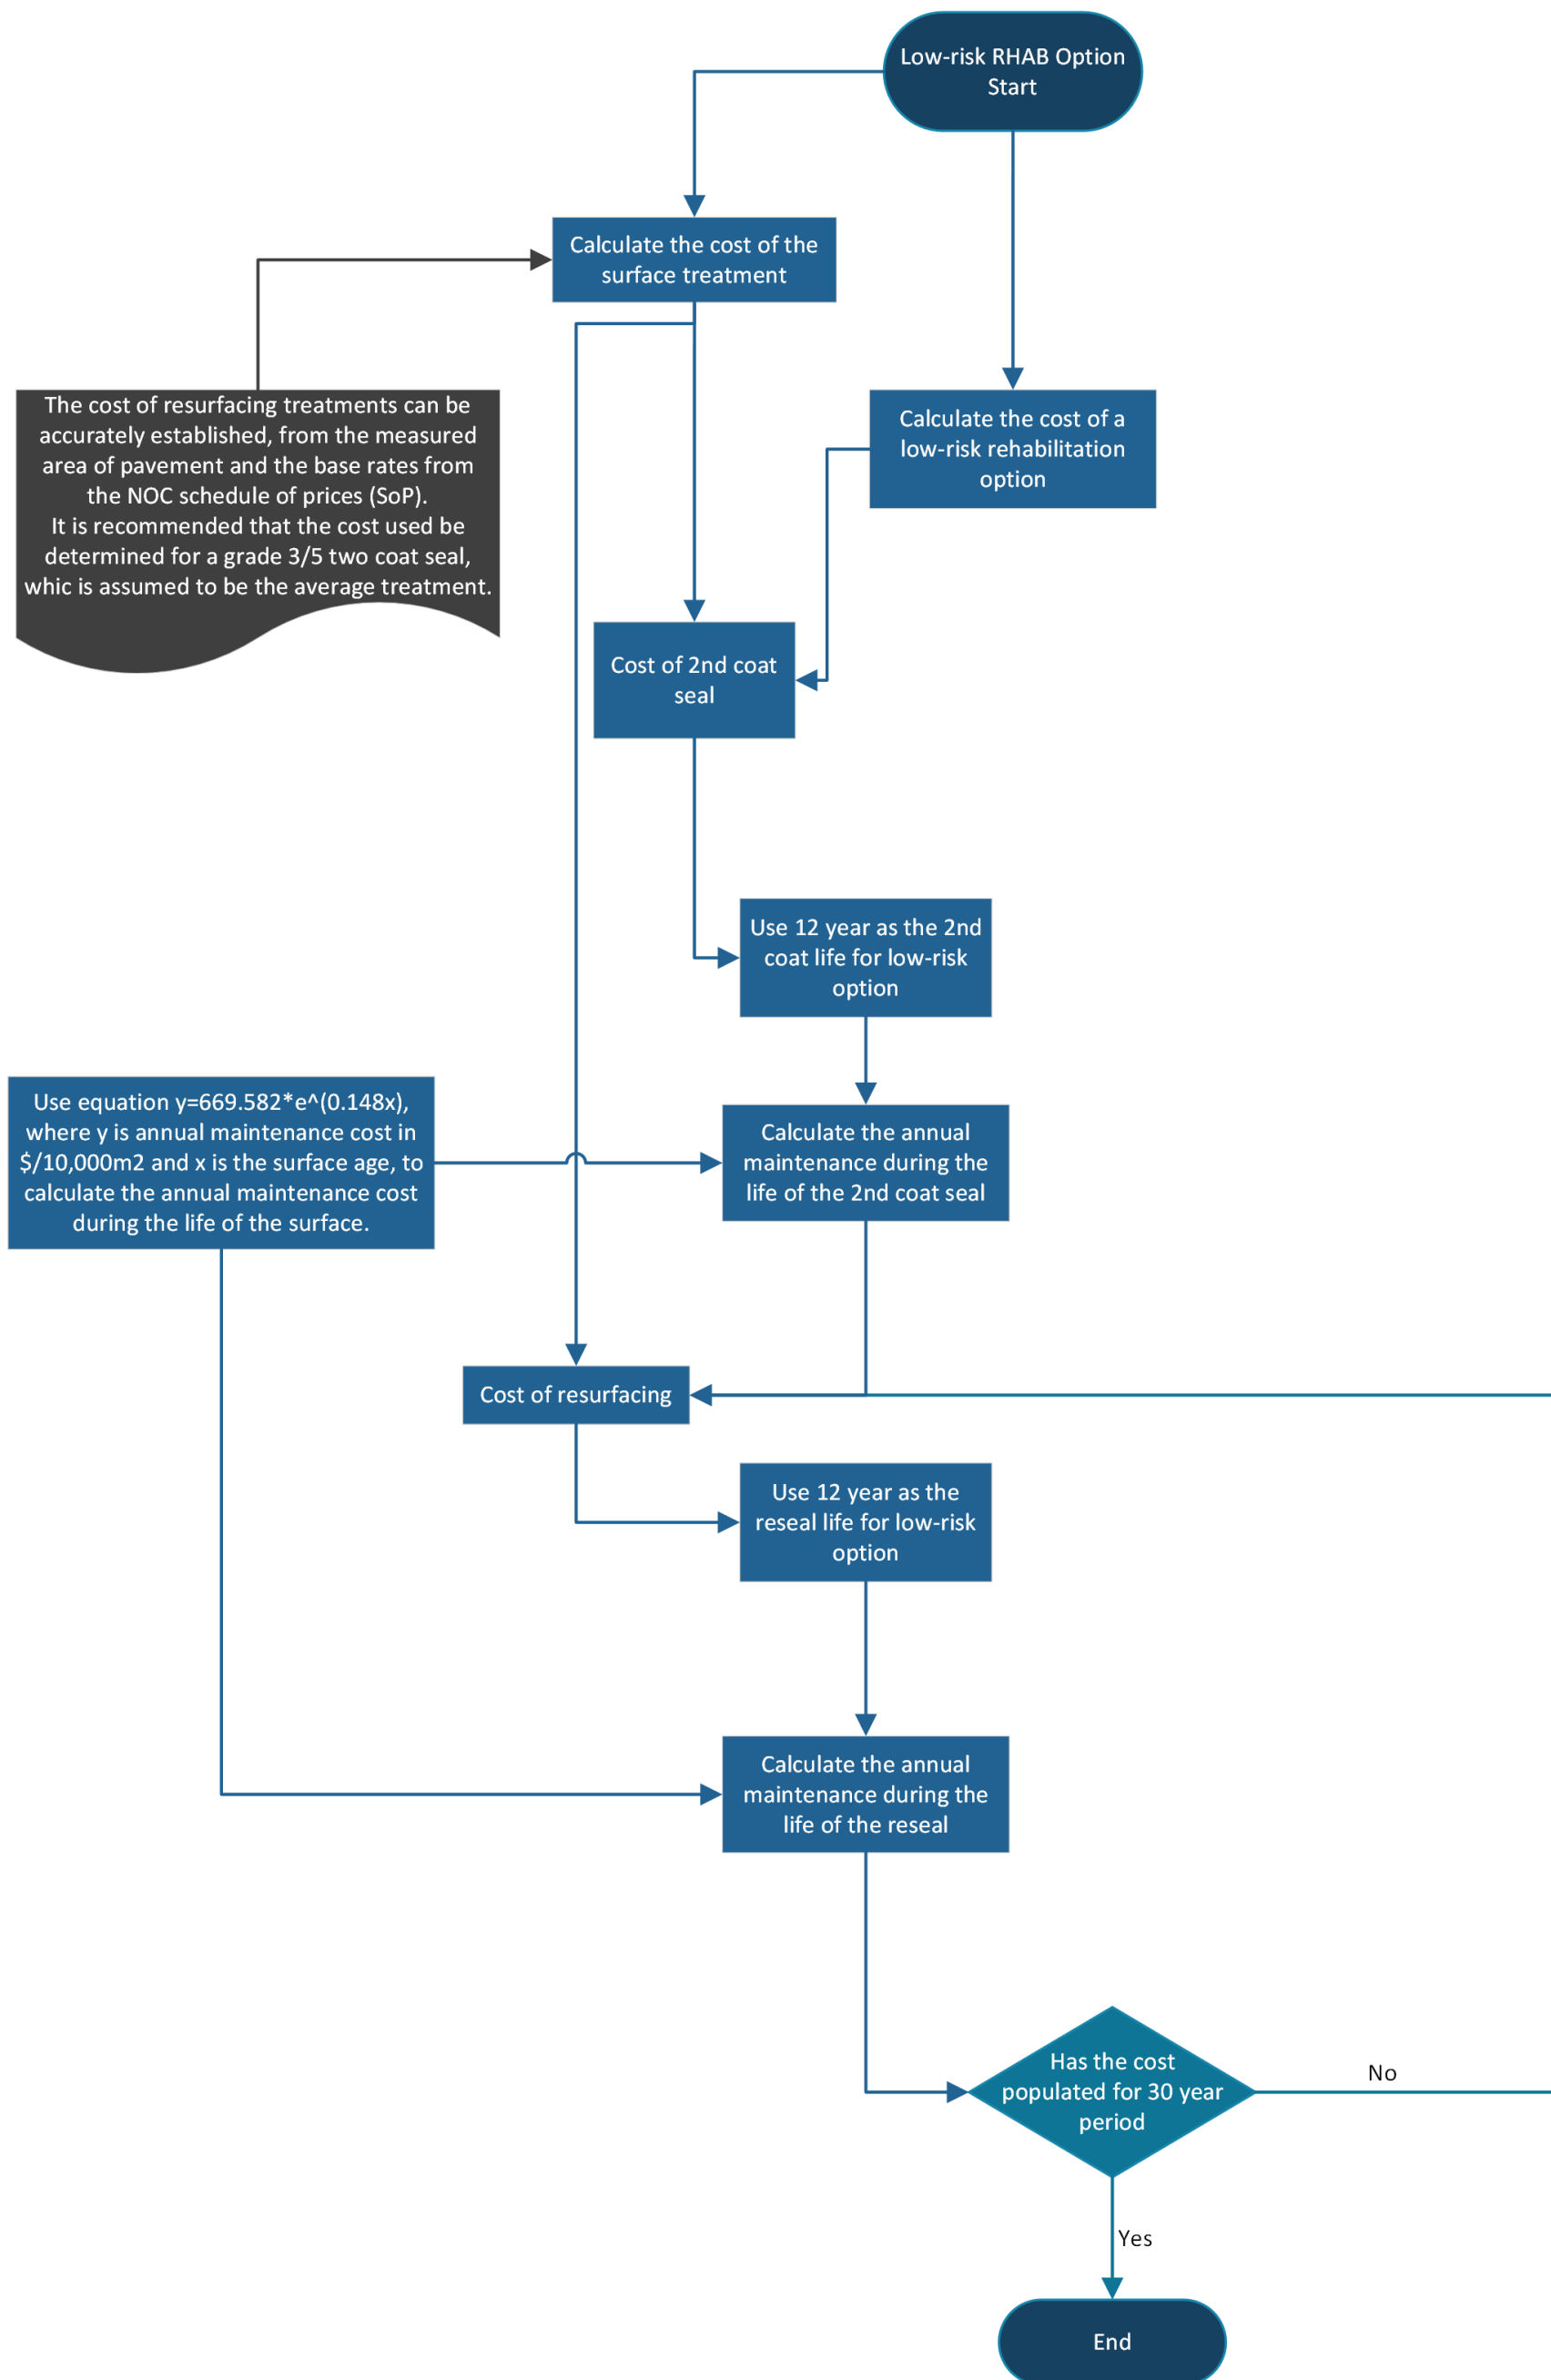 Low-risk RHAB Option
Start
Calculate the cost of the
surface treatment
The cost of resurfacing treatments can be
accurately established, from the measured
area of pavement and the base rates from
the NOC schedule of prices (SoP).
It is recommended that the cost used be
determined for a grade 3/5 two coat seal,
whic is assumed to be the average treatment.
Calculate the cost of a
low-risk rehabilitation
option
Cost of 2nd coat
seal
Use 12 year as the 2nd
coat life for low-risk
option
Use equation y=669.582*e^(0.148x),
where y is annual maintenance cost in
$/10,000m2 and x is the surface age, to
calculate the annual maintenance cost
during the life of the surface.
Calculate the annual
maintenance during the
life of the 2nd coat seal
Cost of resurfacing
Use 12 year as the
reseal life for low-risk
option
Calculate the annual
maintenance during the
life of the reseal
Has the cost
populated for 30 year
period
No
Yes
End